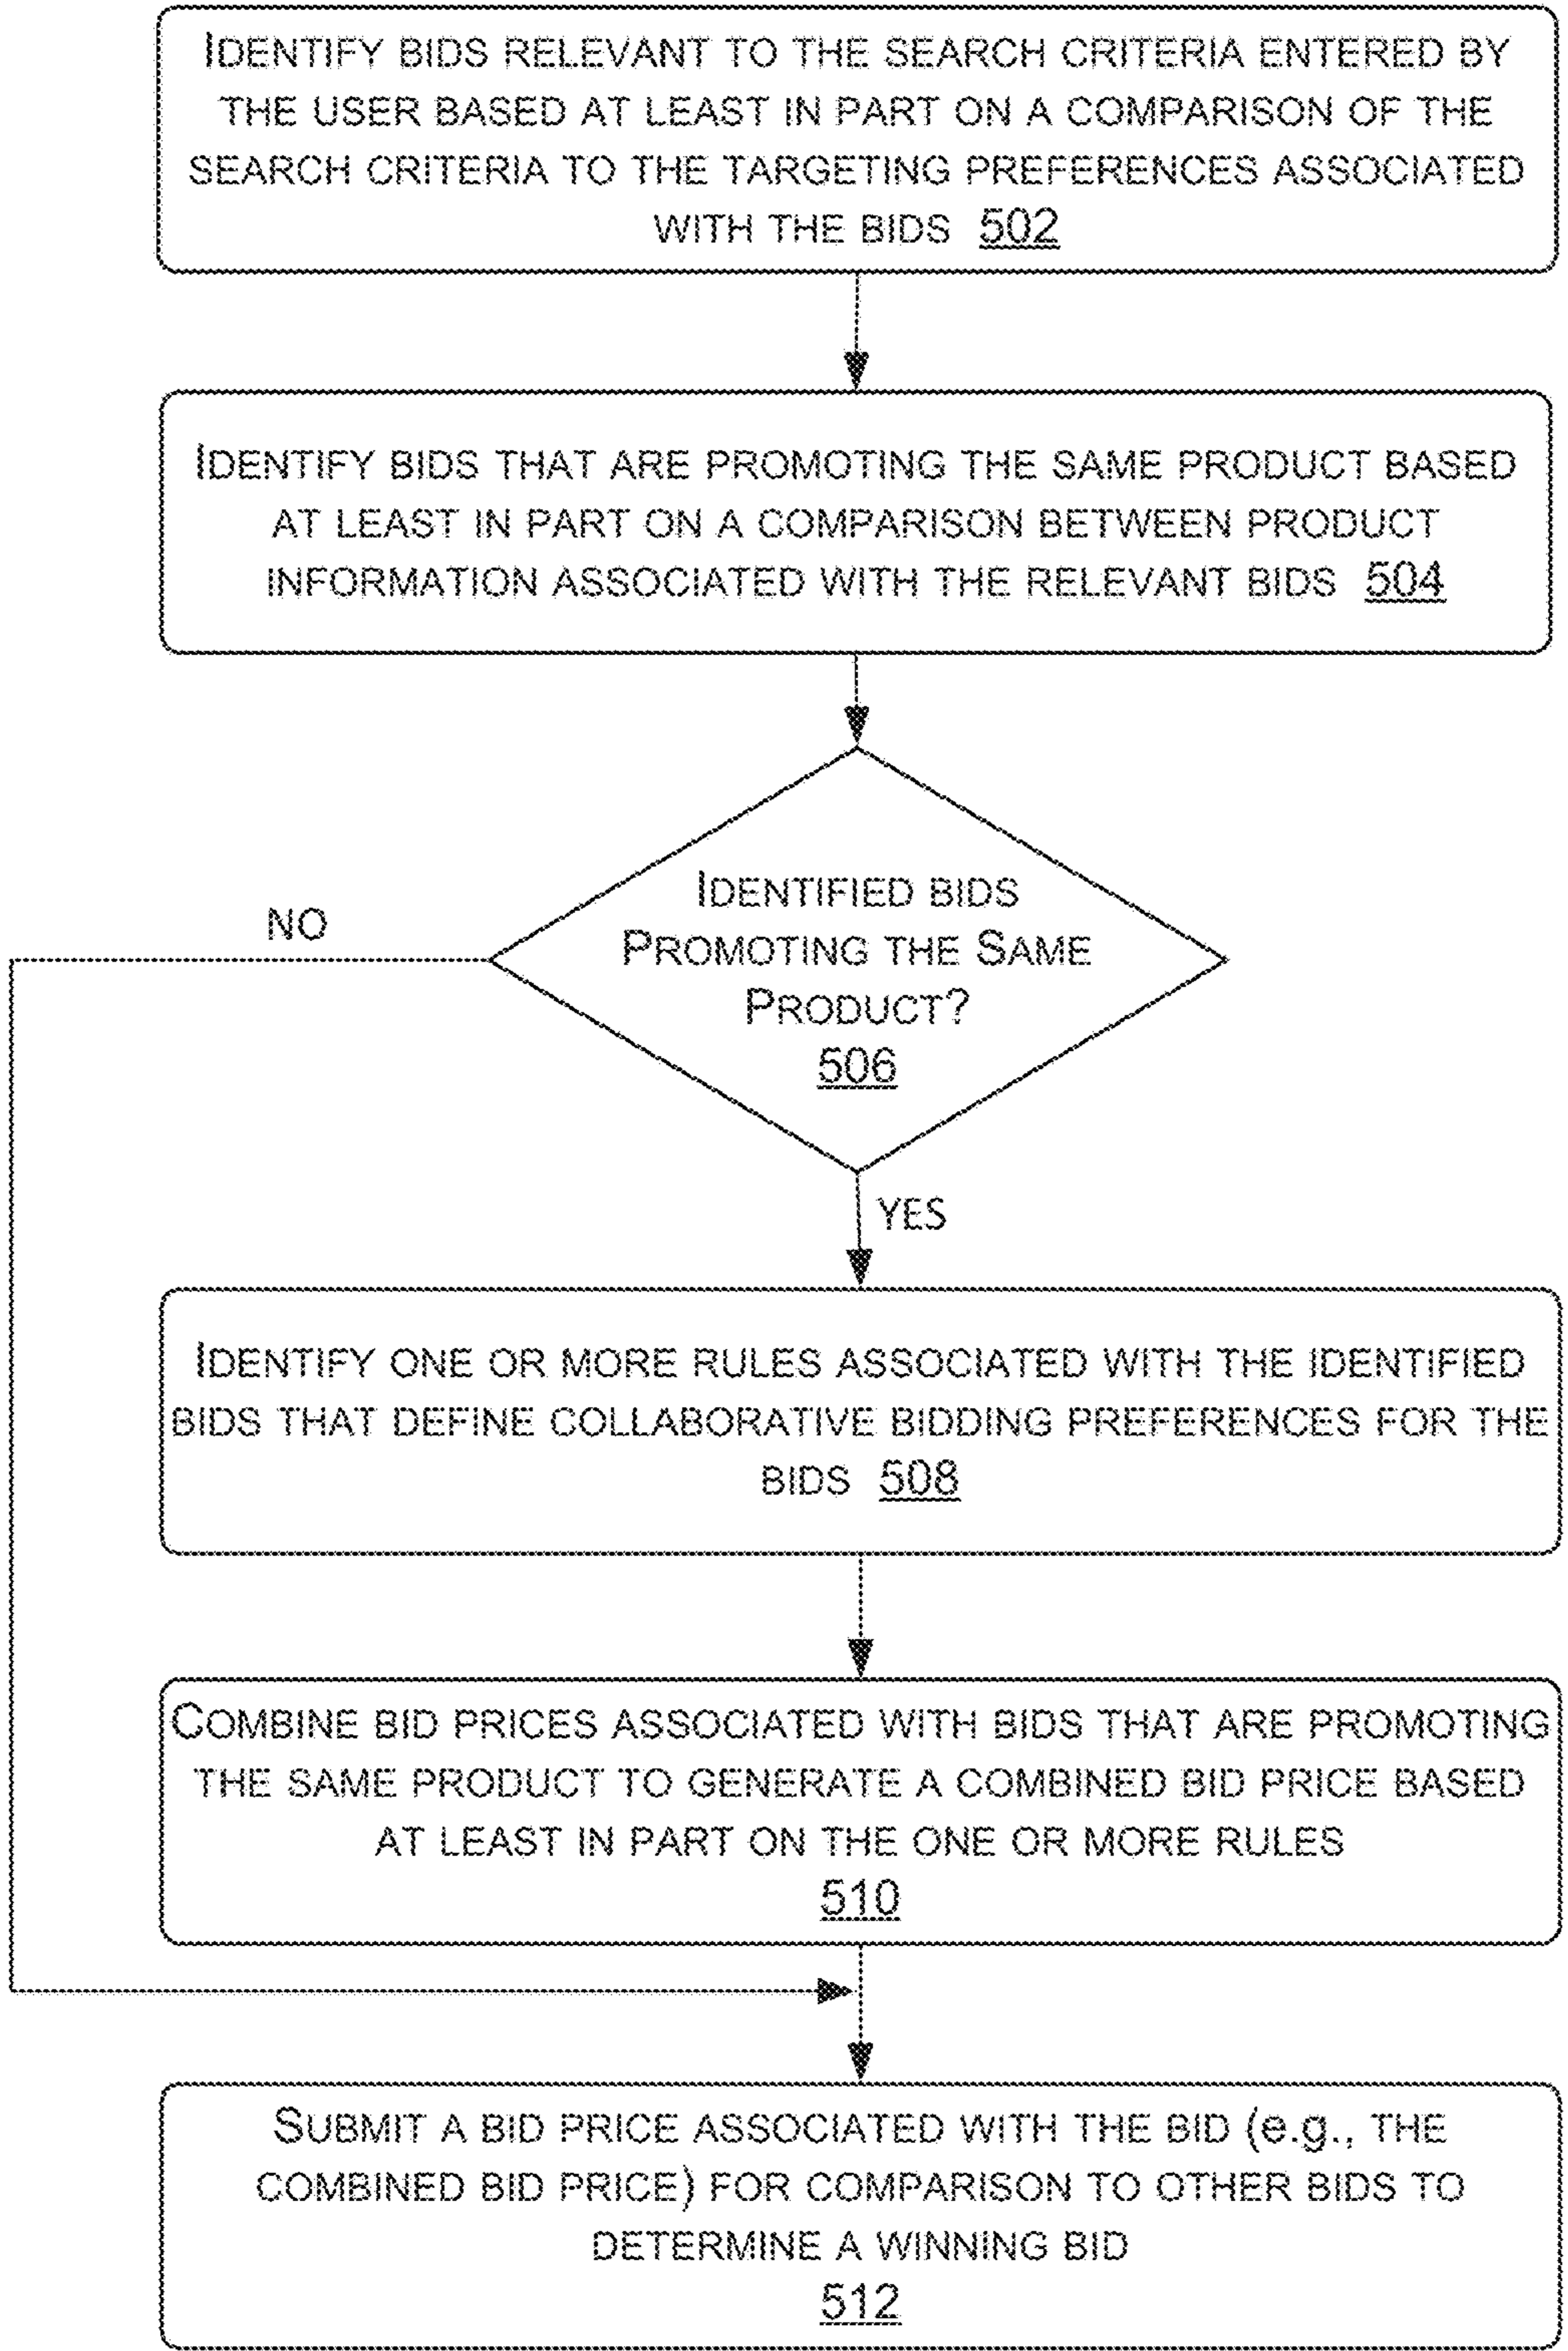 IDENTIFY BIDS RELEVANT TO THE SEARCH CRITERIA ENTERED BY
THE USER BASED AT LEAST IN PART ON A COMPARISON OF THE
SEARCH CRITERIA TO THE TARGETING PREFERENCES ASSOCIATED
WITH THE BIDS 502
IDENTIFY BIDS THAT ARE PROMOTING THE SAME PRODUCT BASED
AT LEAST IN PART ON A COMPARISON BETWEEN PRODUCT
INFORMATION ASSOCIATED WITH THE RELEVANT BIDS 504
IDENTIFIED BIDS
PROMOTING THE SAME
PRODUCT?
506
NO
YES
IDENTIFY ONE OR MORE RULES ASSOCIATED WITH THE IDENTIFIED
BIDS THAT DEFINE COLLABORATIVE BIDDING PREFERENCES FOR THE
BIDS 508
COMBINE BID PRICES ASSOCIATED WITH BIDS THAT ARE PROMOTING
THE SAME PRODUCT TO GENERATE A COMBINED BID PRICE BASED
AT LEAST IN PART ON THE ONE OR MORE RULES
510
SUBMIT A BID PRICE ASSOCIATED WITH THE BID (e.g., THE
COMBINED BID PRICE) FOR COMPARISON TO OTHER BIDS TO
DETERMINE A WINNING BID
512